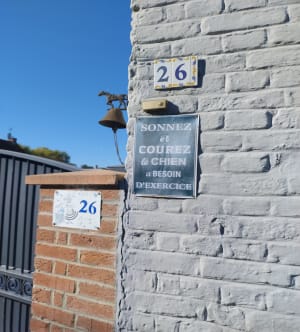 26
SONNEZ
et
COUREZ
le CHIEN
a BESOIN
D'EXERCICE
26